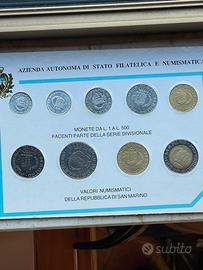 AZIENDA AUTONOMA DI STATO FILATELICA E NUMISMATICA
MONETE DA L. 1 A L. 500
FACENTI PARTE DELLA SERIE DIVISIONALE
VALORI NUMISMATICI
DELLA REPUBBLICA DI SAN MARINO
subito